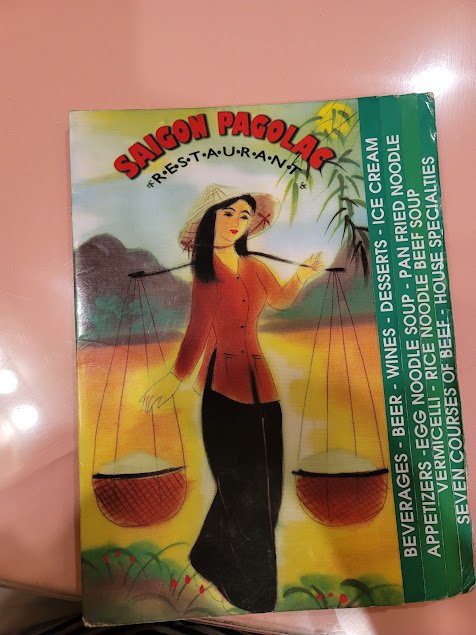 SAIGON PAGOLAC
R•E•S•T•A•U•R•A•N•T
BEVERAGES - BEER - WINES - DESSERTS - ICE CREAM
APPETIZERS -EGG NOODLE SOUP - PAN FRIED NOODLE
VERMICELLI - RICE NOODLE BEEF SOUP
SEVEN COURSES OF BEEF - HOUSE SPECIALTIES